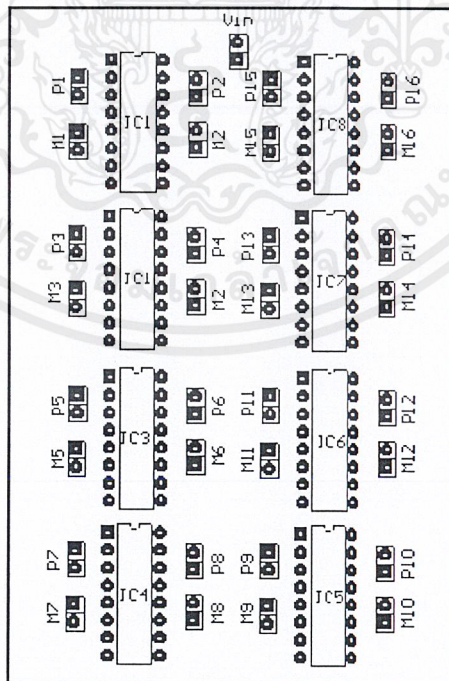 Vin
P1 IC1 P2 P15 IC8 P16
M1 M2 M15 M16
P3 IC1 P4 P13 IC7 P14
M3 M2 M13 M14
P5 IC3 P6 P11 IC6 P12
M5 M6 M11 M12
P7 IC4 P8 P9 IC5 P10
M7 M8 M9 M10